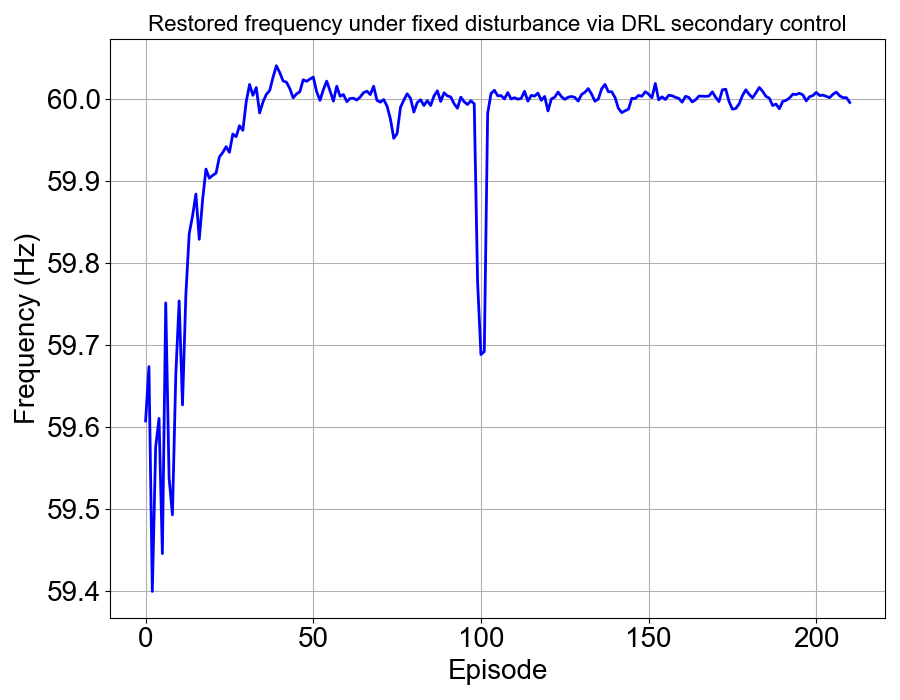 Restored frequency under fixed disturbance via DRL secondary control
60.0
59.9
59.8
59.7
59.6
59.5
59.4
Frequency (Hz)
0 50 100 150 200
Episode